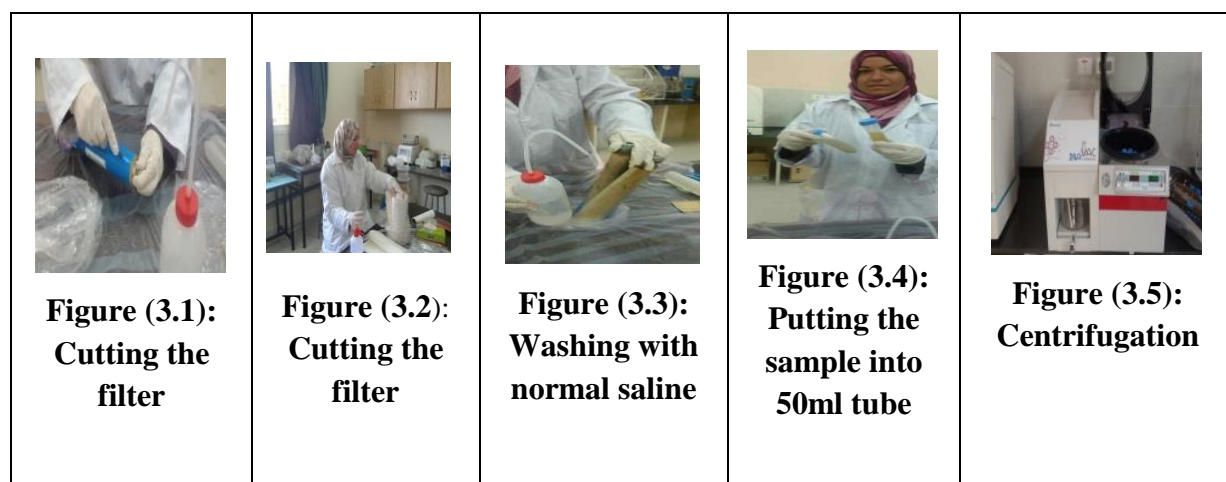 Figure (3.1):
Cutting the
filter
Figure (3.2):
Cutting the
filter
Figure (3.3):
Washing with
normal saline
Figure (3.4):
Putting the
sample into
50ml tube
Figure (3.5):
Centrifugation